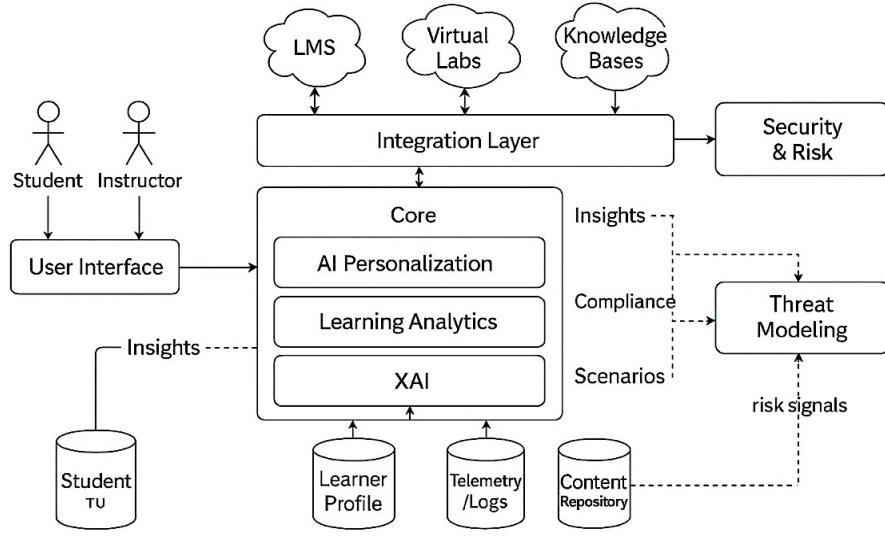 LMS
Virtual
Labs
Knowledge
Bases
Integration Layer
Security
& Risk
Student
Instructor
User Interface
Core
AI Personalization
Learning Analytics
XAI
Insights
Compliance
Scenarios
Threat
Modeling
Insights
risk signals
Student
TU
Learner
Profile
Telemetry
/Logs
Content
Repository